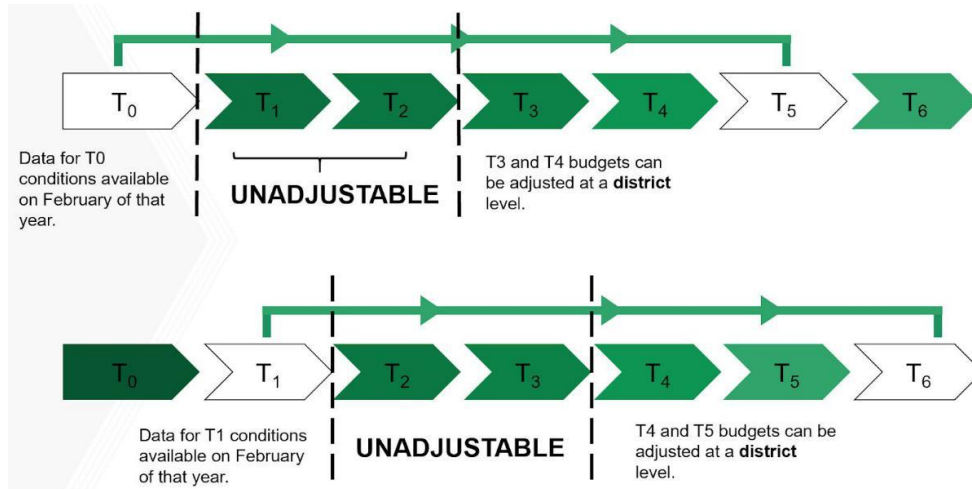 T0
T1
T2
T3
T4
T5
T6
Data for T0
conditions available
on February of that
year.
UNADJUSTABLE
T3 and T4 budgets can
be adjusted at a district
level.
T0
T1
T2
T3
T4
T5
T6
Data for T1 conditions
available on February
of that year.
UNADJUSTABLE
T4 and T5 budgets can be
adjusted at a district
level.